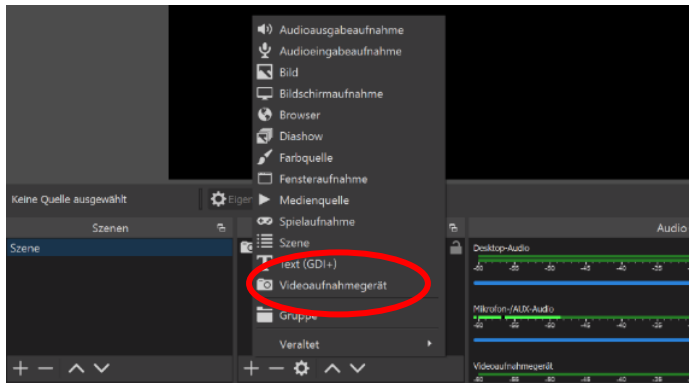 Audioausgabeaufnahme
Audioeingabeaufnahme
Bild
Bildschirmaufnahme
Browser
Diashow
Farbquelle
Fensteraufnahme
Keine Quelle ausgewählt
Eigen
Medienquelle
Szenen
Spielaufnahme
Audio
Szene
Szene
Desktop-Audio
Text (GDI+)
Videoaufnahmegerät
Mikrofon-/AUX-Audio
Gruppe
Veraltet
Videoaufnahmegerät